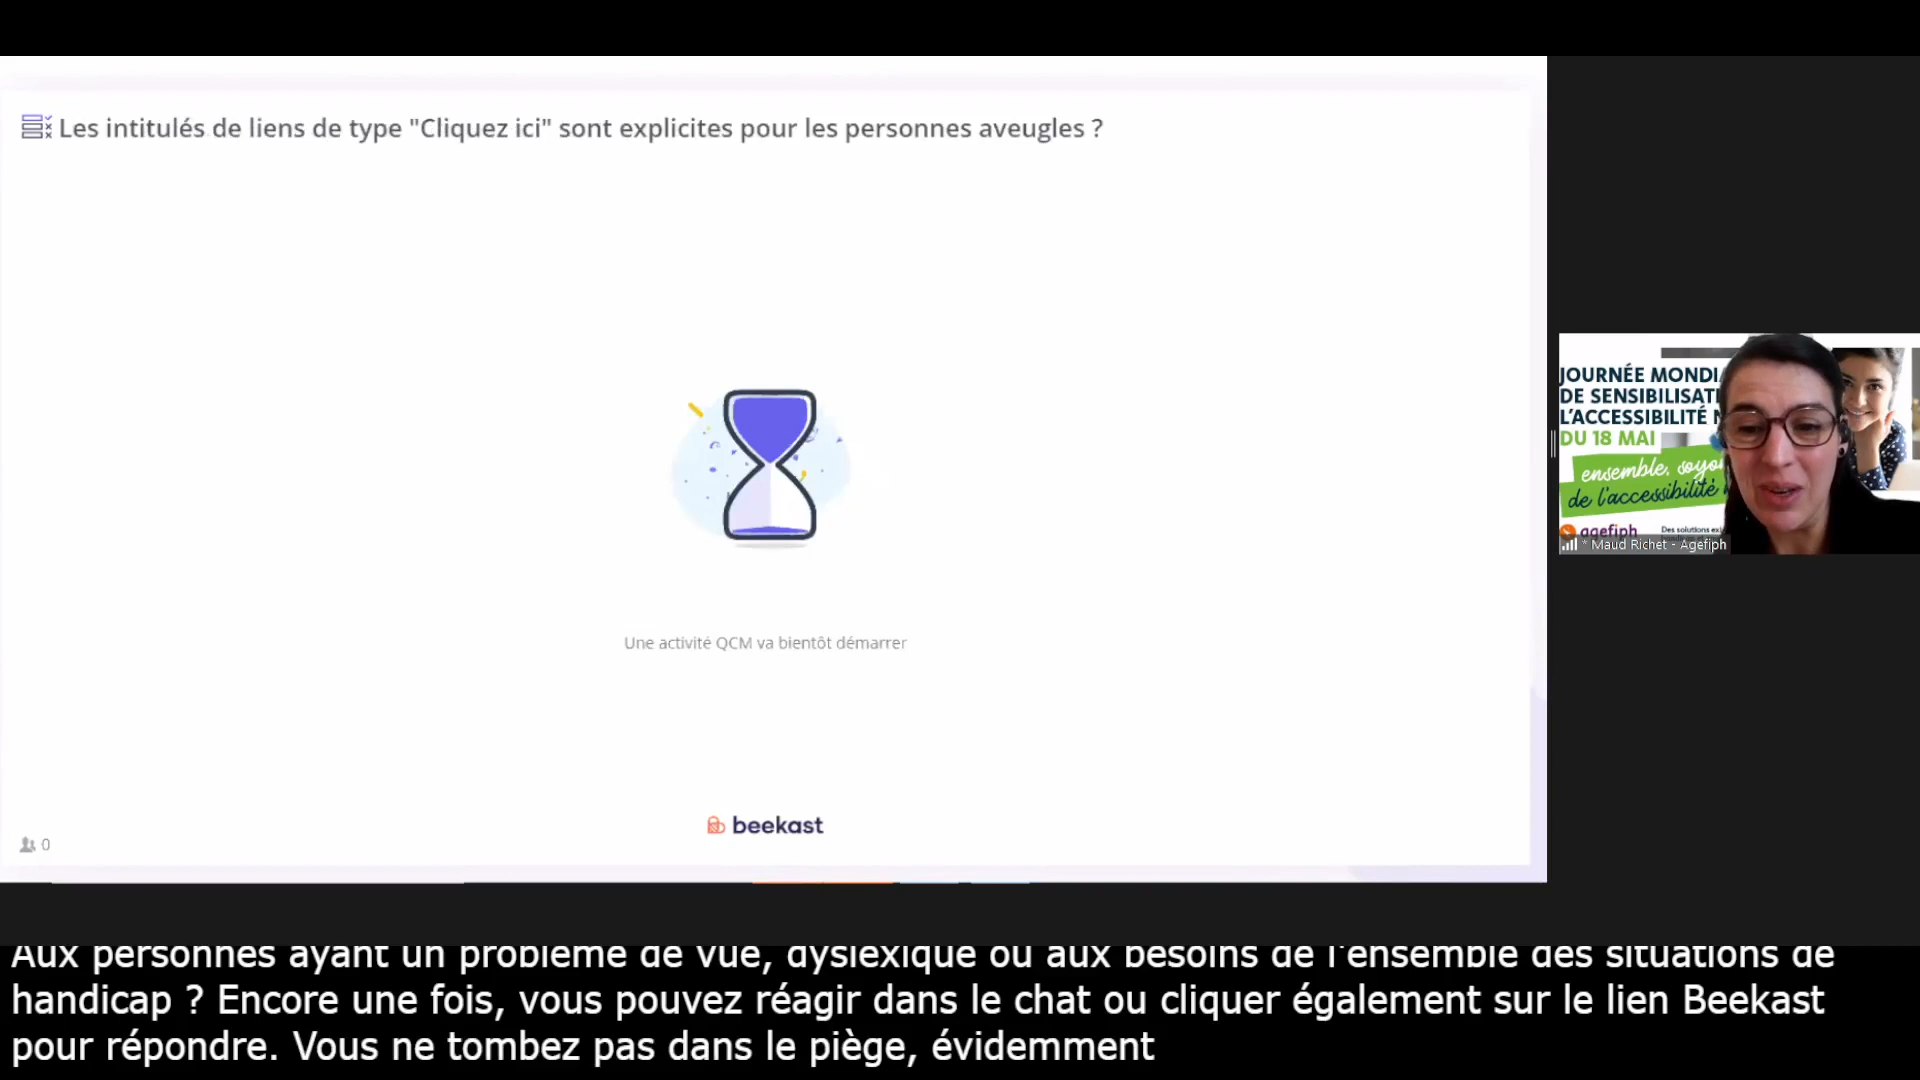 Les intitulés de liens de type "Cliquez ici" sont explicites pour les personnes aveugles ?
Une activité QCM va bientôt démarrer
beekast
0
JOURNÉE MONDI
DE SENSIBILISATI
L'ACCESSIBILITÉ N
DU 18 MAI
ensemble, soyo
de l'accessibilité
agefiph
Des solutions
* Maud Richet - Agefiph
Aux personnes ayant un problème de vue, dyslexique ou aux besoins de l'ensemble des situations de
handicap ? Encore une fois, vous pouvez réagir dans le chat ou cliquer également sur le lien Beekast
pour répondre. Vous ne tombez pas dans le piège, évidemment